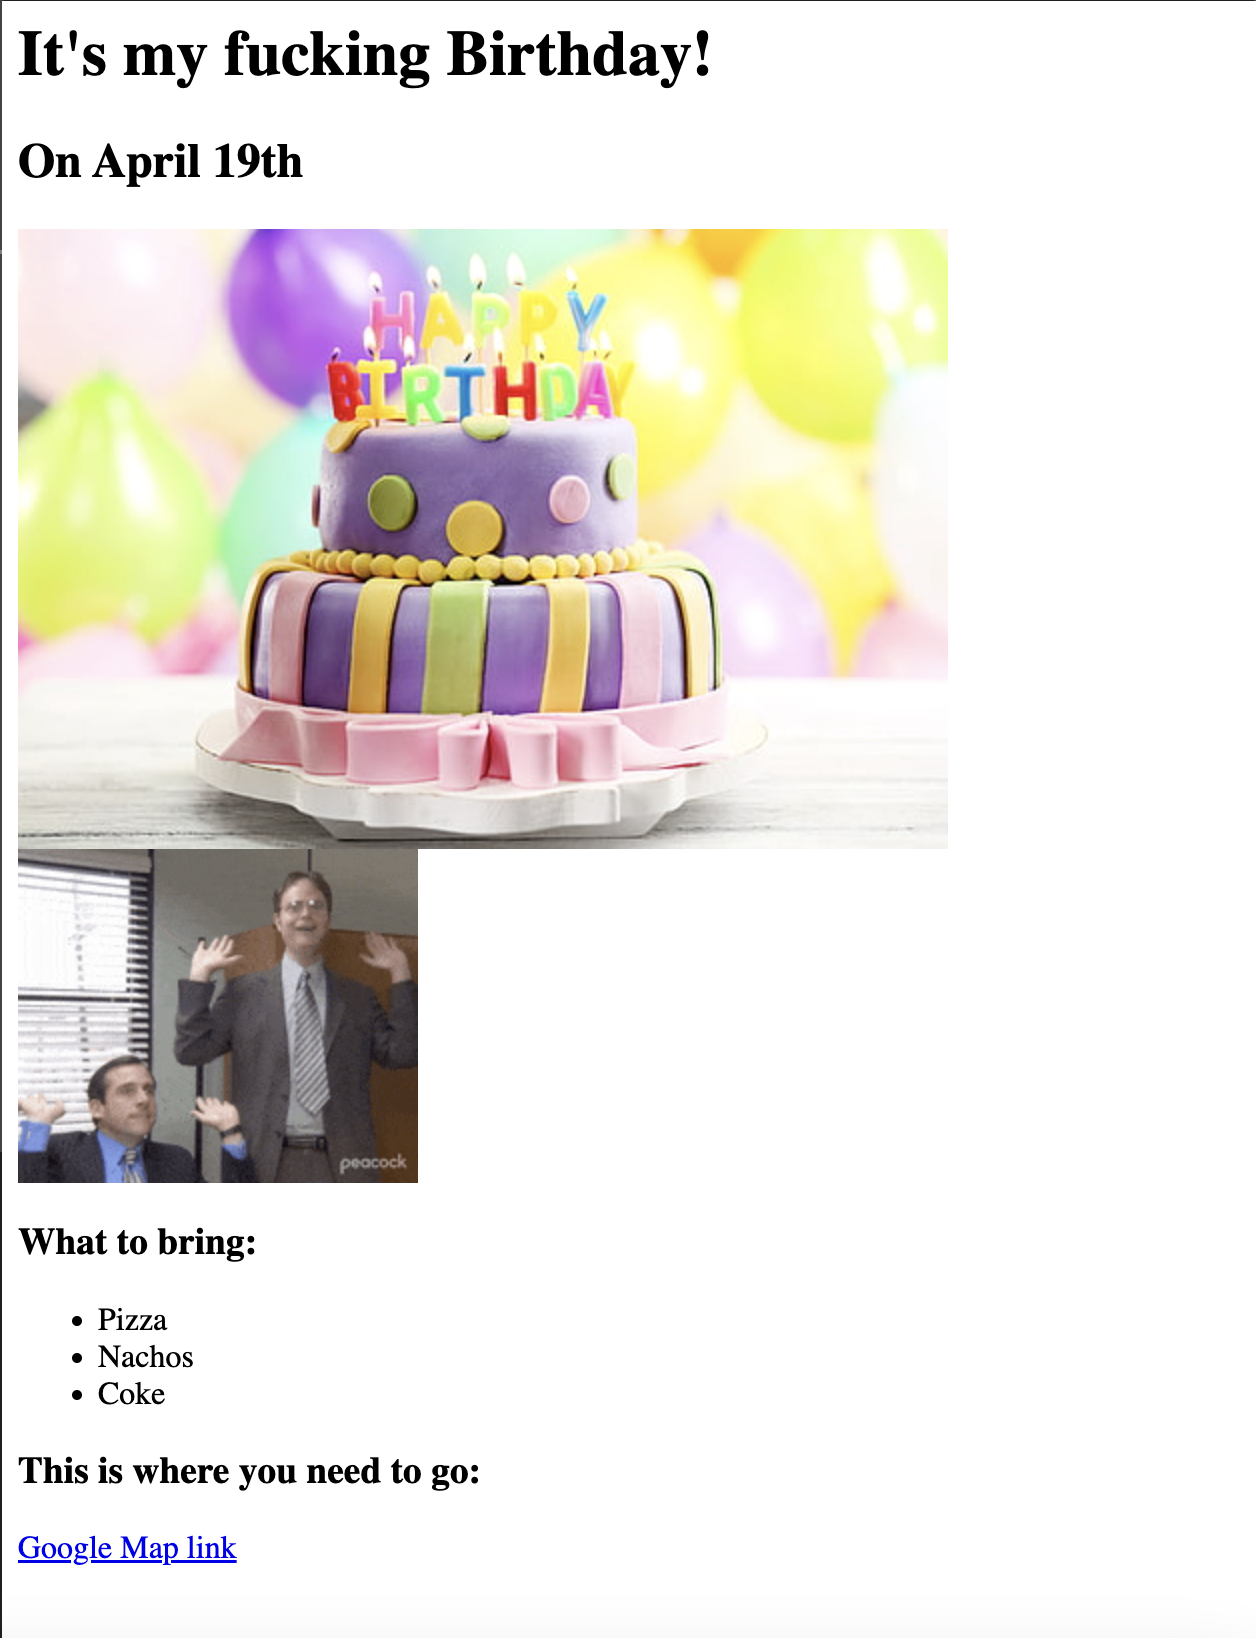 It's my fucking Birthday!
On April 19th
HAPPY
BIRTHDAY
peacock
What to bring:
Pizza
Nachos
Coke
This is where you need to go:
Google Map link